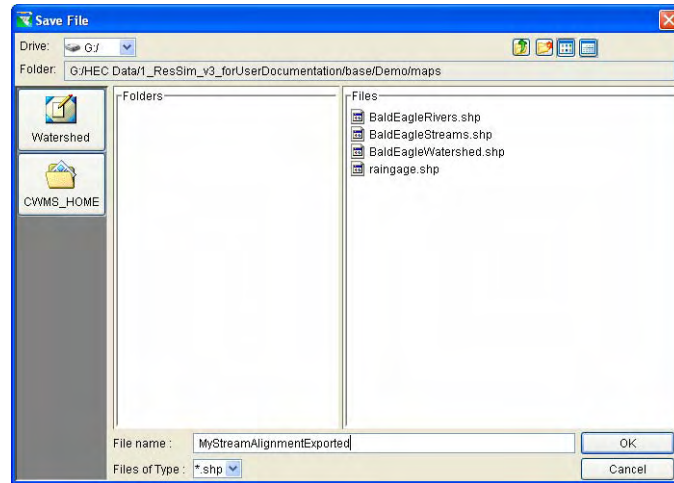 Save File
Drive: G:/
Folder: G:/HEC Data/1_ResSim_v3_forUserDocumentation/base/Demo/maps
Watershed
CWMS_HOME
Folders
Files
BaldEagleRivers.shp
BaldEagleStreams.shp
BaldEagleWatershed.shp
raingage.shp
File name : MyStreamAlignmentExported
OK
Files of Type : *.shp
Cancel